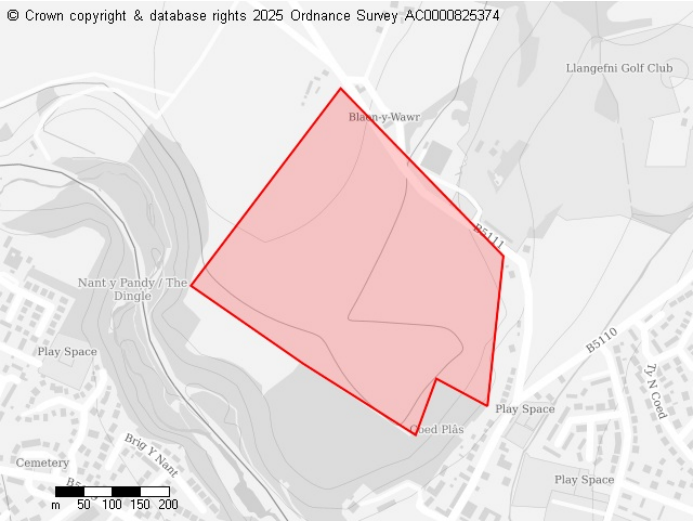 © Crown copyright & database rights 2025 Ordnance Survey AC0000825374
Llangefni Golf Club
Blaen-y-Wawr
B5111
Nant y Pandy / The
Dingle
B5110
Play Space
Ty N Coed
Play Space
Coed Plâs
Brig Y Nant
Cemetery
Play Space
m 50 100 150 200